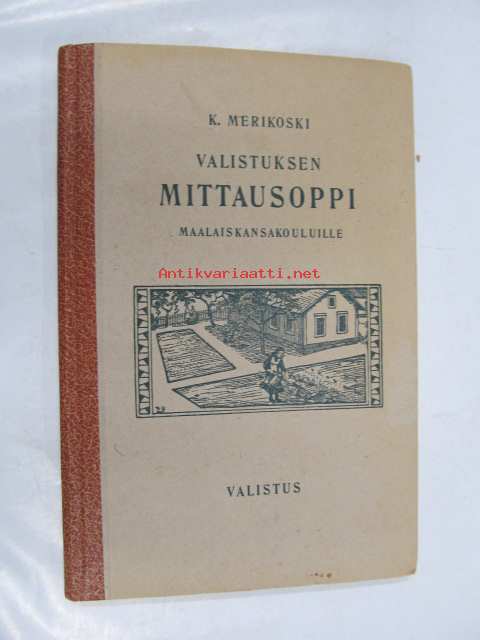 K. MERIKOSKI
VALISTUKSEN
MITTAUSOPPI
MAALAISKANSAKOULUILLE
Antikvariaatti.net
VALISTUS